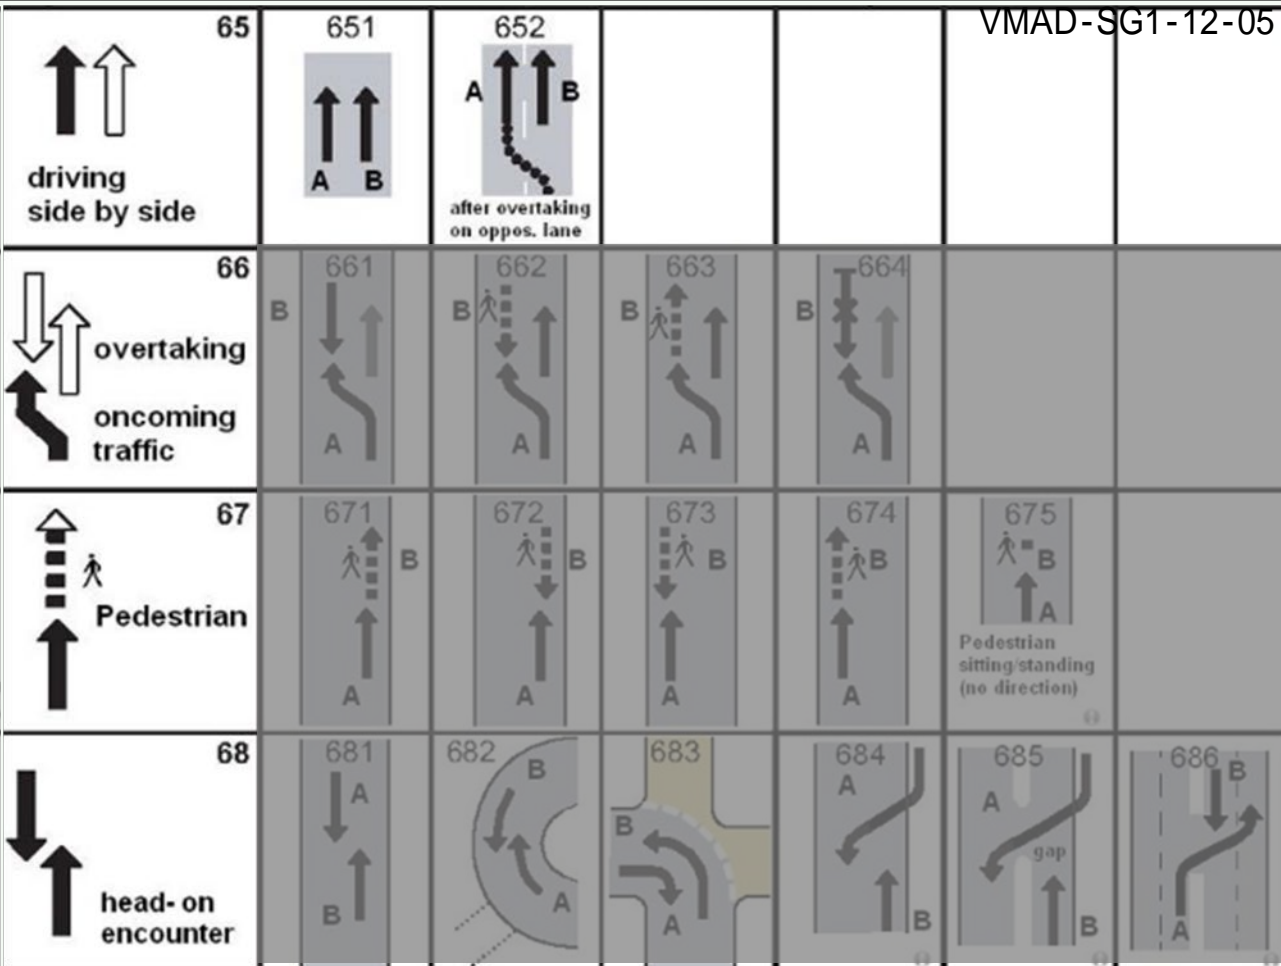 VMAD-SG1-12-05
65
driving
side by side
651
A B
652
A B
after overtaking
on oppos. lane
66
overtaking
oncoming
traffic
661
B
A
662
B
A
663
B
A
664
B
A
67
Pedestrian
671
B
A
672
B
A
673
B
A
674
B
A
675
B
A
Pedestrian
sitting/standing
(no direction)
68
head-on
encounter
681
A
B
682
B
A
683
B
A
684
A
B
685
A
gap
B
686
B
A